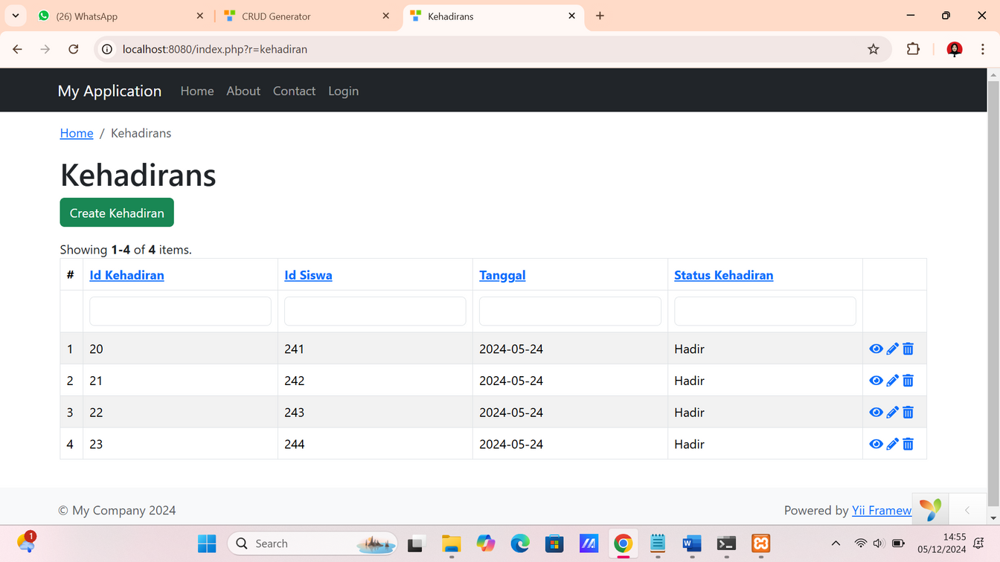 (26) WhatsApp
CRUD Generator
Kehadirans
localhost:8080/index.php?r=kehadiran
My Application Home About Contact Login
Home / Kehadirans
Kehadirans
Create Kehadiran
Showing 1-4 of 4 items.
# Id Kehadiran Id Siswa Tanggal Status Kehadiran
1 20 241 2024-05-24 Hadir
2 21 242 2024-05-24 Hadir
3 22 243 2024-05-24 Hadir
4 23 244 2024-05-24 Hadir
© My Company 2024 Powered by Yii Framew
1
Search
14:55
05/12/2024